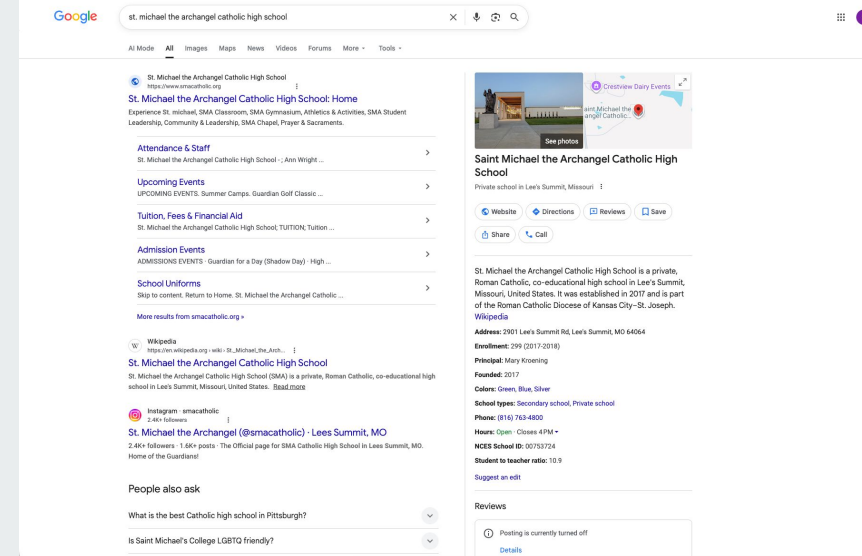 Google
st. michael the archangel catholic high school
AI Mode All Images Maps News Videos Forums More Tools
St. Michael the Archangel Catholic High School
https://www.smacatholic.org
St. Michael the Archangel Catholic High School: Home
Experience St. michael, SMA Classroom, SMA Gymnasium, Athletics & Activities, SMA Student
Leadership, Community & Leadership, SMA Chapel, Prayer & Sacraments.
Attendance & Staff
St. Michael the Archangel Catholic High School · ; Ann Wright ...
Upcoming Events
UPCOMING EVENTS. Summer Camps. Guardian Golf Classic ...
Tuition, Fees & Financial Aid
St. Michael the Archangel Catholic High School; TUITION; Tuition ...
Admission Events
ADMISSIONS EVENTS · Guardian for a Day (Shadow Day) · High ...
School Uniforms
Skip to content. Return to Home. St. Michael the Archangel Catholic ...
More results from smacatholic.org »
W
Wikipedia
https://en.wikipedia.org › wiki › St._Michael_the_Arch...
St. Michael the Archangel Catholic High School
St. Michael the Archangel Catholic High School (SMA) is a private, Roman Catholic, co-educational high
school in Lee's Summit, Missouri, United States. Read more
Instagram · smacatholic
2.4K+ followers
St. Michael the Archangel (@smacatholic) · Lees Summit, MO
2.4K+ followers · 1.6K+ posts · The Official page for SMA Catholic High School in Lees Summit, MO.
Home of the Guardians!
People also ask
What is the best Catholic high school in Pittsburgh?
Is Saint Michael's College LGBTQ friendly?
Crestview Dairy Events
aint Michael the
angel Catholic...
See photos
Saint Michael the Archangel Catholic High
School
Private school in Lee's Summit, Missouri
Website Directions Reviews Save
Share Call
St. Michael the Archangel Catholic High School is a private,
Roman Catholic, co-educational high school in Lee's Summit,
Missouri, United States. It was established in 2017 and is part
of the Roman Catholic Diocese of Kansas City–St. Joseph.
Wikipedia
Address: 2901 Lee's Summit Rd, Lee's Summit, MO 64064
Enrollment: 299 (2017-2018)
Principal: Mary Kroening
Founded: 2017
Colors: Green, Blue, Silver
School types: Secondary school, Private school
Phone: (816) 763-4800
Hours: Open · Closes 4 PM
NCES School ID: 00753724
Student to teacher ratio: 10.9
Suggest an edit
Reviews
Posting is currently turned off
Details